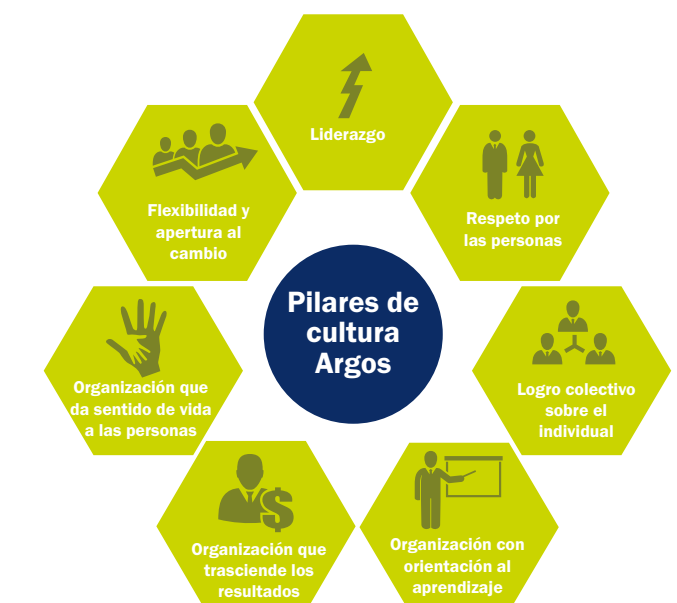 Liderazgo
Flexibilidad y
apertura al
cambio
Respeto por
las personas
Pilares de
cultura
Argos
Organización que
da sentido de vida
a las personas
Logro colectivo
sobre el
individual
Organización que
trasciende los
resultados
Organización con
orientación al
aprendizaje